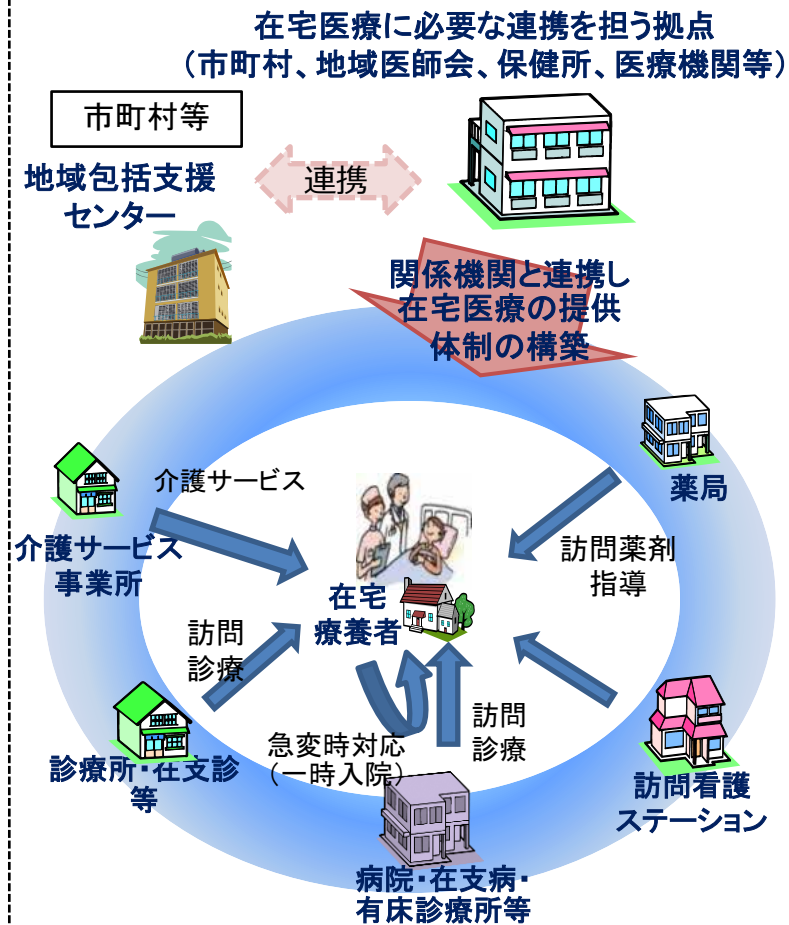 在宅医療に必要な連携を担う拠点
（市町村、地域医師会、保健所、医療機関等）
市町村等
地域包括支援
センター
連携
関係機関と連携し
在宅医療の提供
体制の構築
薬局
介護サービス
介護サービス
事業所
訪問薬剤
指導
在宅
療養者
訪問
診療
訪問
診療
急変時対応
（一時入院）
診療所・在支診
等
訪問看護
ステーション
病院・在支病・
有床診療所等